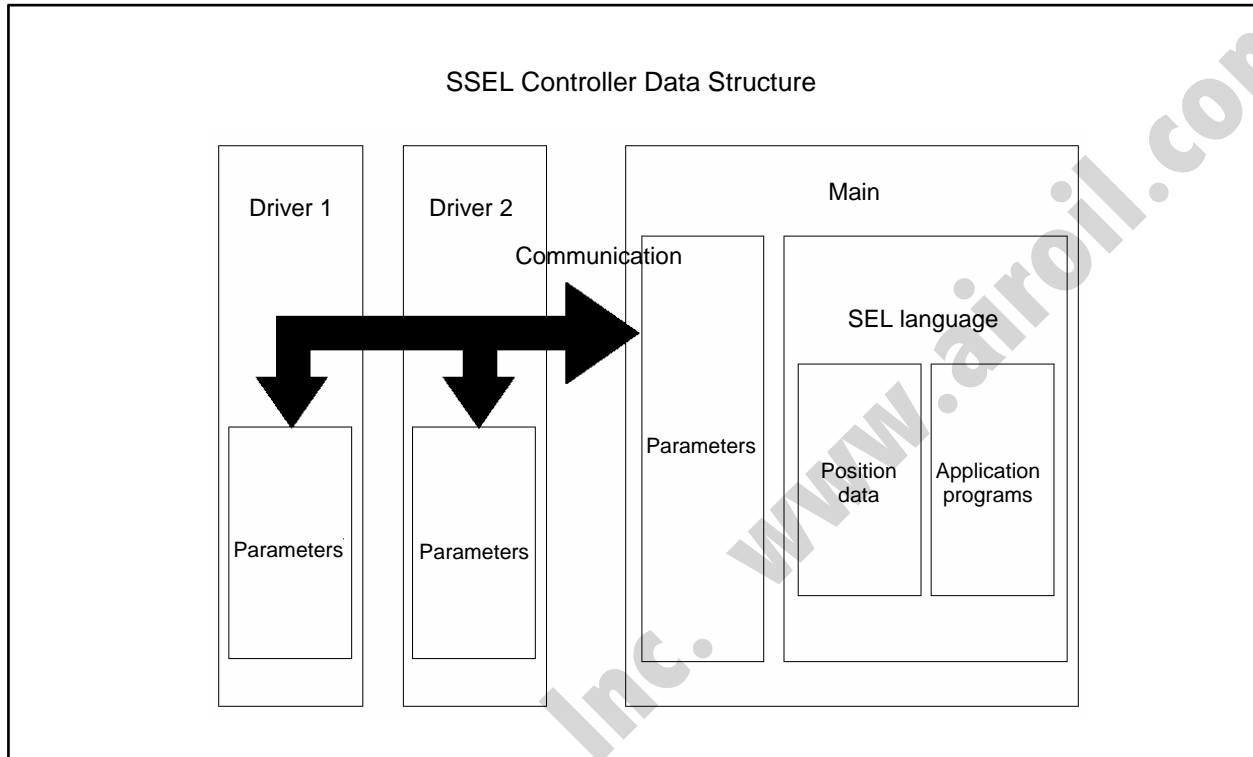 SSEL Controller Data Structure
Driver 1
Driver 2
Main
Communication
SEL language
Parameters
Position
data
Application
programs
Parameters
Parameters
Inc. www.airoil.com